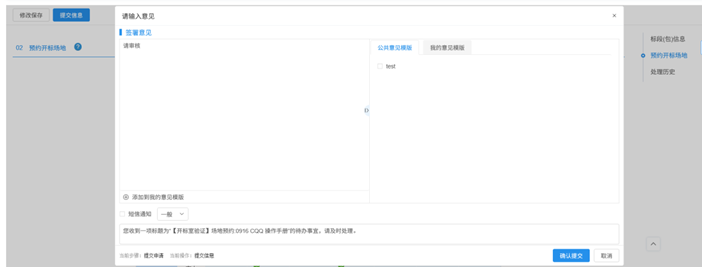 修改保存 提交信息
请输入意见 ×
签署意见
02 预约开标场地 ?
请审核
公共意见模版 我的意见模版
test
标段(包)信息
预约开标场地
处理历史
添加到我的意见模版
短信通知 一般
您收到一项标题为"【开标室验证】场地预约:0916 CQQ 操作手册"的待办事宜，请及时处理。
当前步骤：提交申请 当前操作：提交信息
确认提交 取消